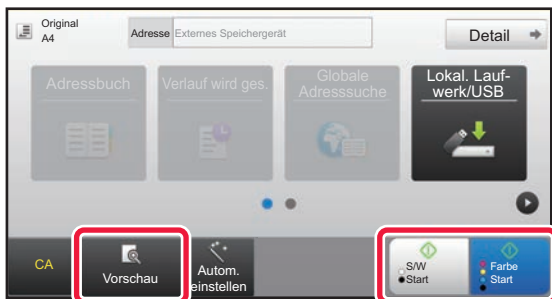 Original
A4
Adresse Externes Speichergerät
Detail
Adressbuch
Verlauf wird ges.
Globale
Adresssuche
Lokal. Lauf-
werk/USB
CA
Vorschau
Autom.
einstellen
S/W
Start
Farbe
Start